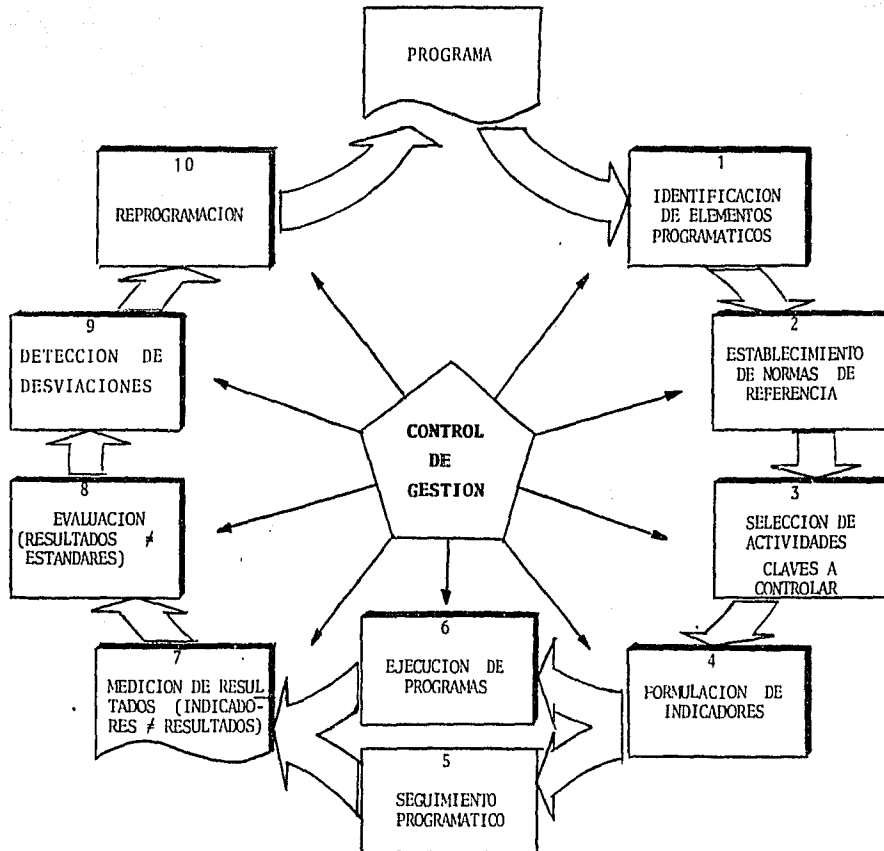 PROGRAMA
1
IDENTIFICACION
DE ELEMENTOS
PROGRAMATICOS
2
ESTABLECIMIENTO
DE NORMAS DE
REFERENCIA
3
SELECCION DE
ACTIVIDADES
CLAVES A
CONTROLAR
4
FORMULACION DE
INDICADORES
5
SEGUIMIENTO
PROGRAMATICO
6
EJECUCION DE
PROGRAMAS
7
MEDICION DE RESUL
TADOS (INDICADO-
RES ≠ RESULTADOS)
8
EVALUACION
(RESULTADOS ≠
ESTANDARES)
9
DETECCION DE
DESVIACIONES
10
REPROGRAMACION
CONTROL
DE
GESTION